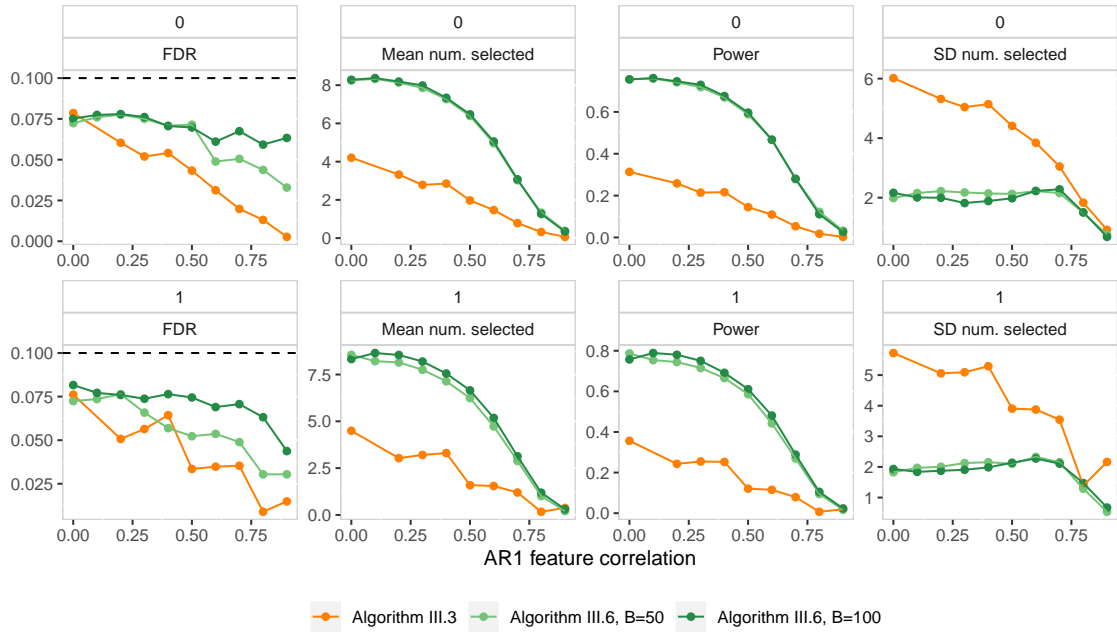 0 0 0 0
FDR Mean num. selected Power SD num. selected
0.100 0.075 0.050 0.025 0.000
8 6 4 2 0
0.6 0.4 0.2 0.0
6 4 2
0.00 0.25 0.50 0.75 0.00 0.25 0.50 0.75 0.00 0.25 0.50 0.75 0.00 0.25 0.50 0.75
1 1 1 1
FDR Mean num. selected Power SD num. selected
0.100 0.075 0.050 0.025
7.5 5.0 2.5 0.0
0.8 0.6 0.4 0.2 0.0
5 4 3 2 1
0.00 0.25 0.50 0.75 0.00 0.25 0.50 0.75 0.00 0.25 0.50 0.75 0.00 0.25 0.50 0.75
AR1 feature correlation
Algorithm III.3 Algorithm III.6, B=50 Algorithm III.6, B=100